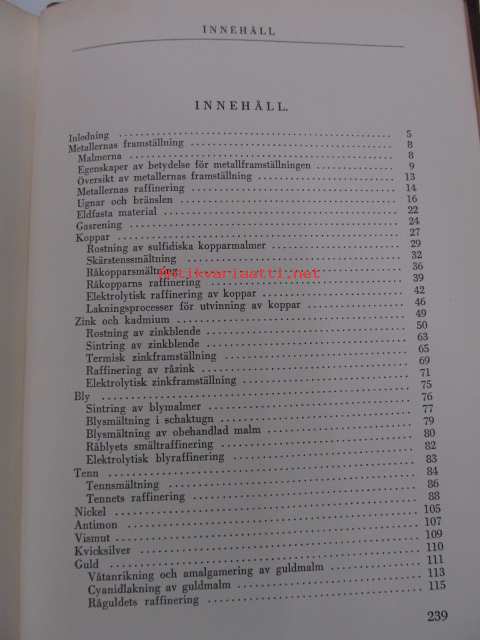 INNEHÅLL
INNEHÅLL.
Inledning 5
Metallernas framställning 8
Malmerna 8
Egenskaper av betydelse för metallframställningen 9
Översikt av metallernas framställning 13
Metallernas raffinering 14
Ugnar och bränslen 16
Eldfasta material 22
Gasrening 24
Koppar 27
Rostning av sulfidiska kopparmalmer 29
Skärstenssmältning 32
Råkopparsmältning 36
antikvariaatti.net
Råkopparns raffinering 39
Elektrolytisk raffinering av koppar 42
Lakningsprocesser för utvinning av koppar 46
Zink och kadmium 49
Rostning av zinkblende 50
Sintring av zinkblende 63
Termisk zinkframställning 65
Raffinering av råzink 69
Elektrolytisk zinkframställning 71
Bly 75
Sintring av blymalmer 76
Blysmältning i schaktugn 77
Blysmältning av obehandlad malm 79
Råblyets smältraffinering 80
Elektrolytisk blyraffinering 82
Tenn 83
Tennsmältning 84
Tennets raffinering 86
Nickel 88
Antimon 105
Vismut 107
Kvicksilver 109
Guld 110
Våtanrikning och amalgamering av guldmalm 111
Cyanidlakning av guldmalm 113
Råguldets raffinering 115
239